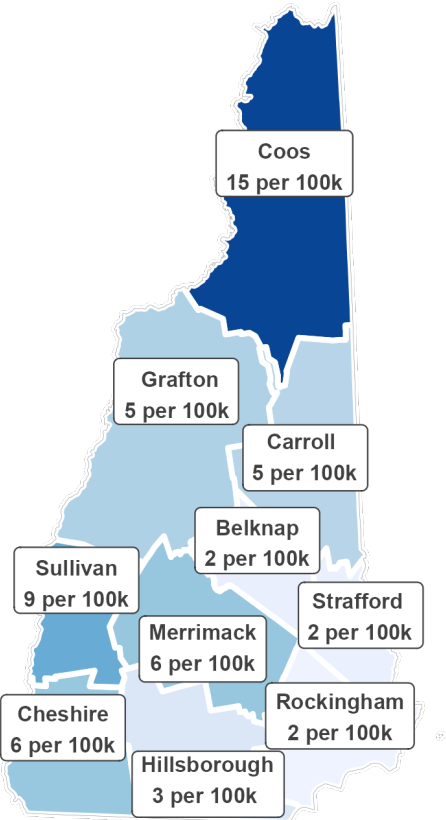 Coos
15 per 100k
Grafton
5 per 100k
Carroll
5 per 100k
Belknap
2 per 100k
Sullivan
9 per 100k
Strafford
2 per 100k
Merrimack
6 per 100k
Rockingham
2 per 100k
Cheshire
6 per 100k
Hillsborough
3 per 100k